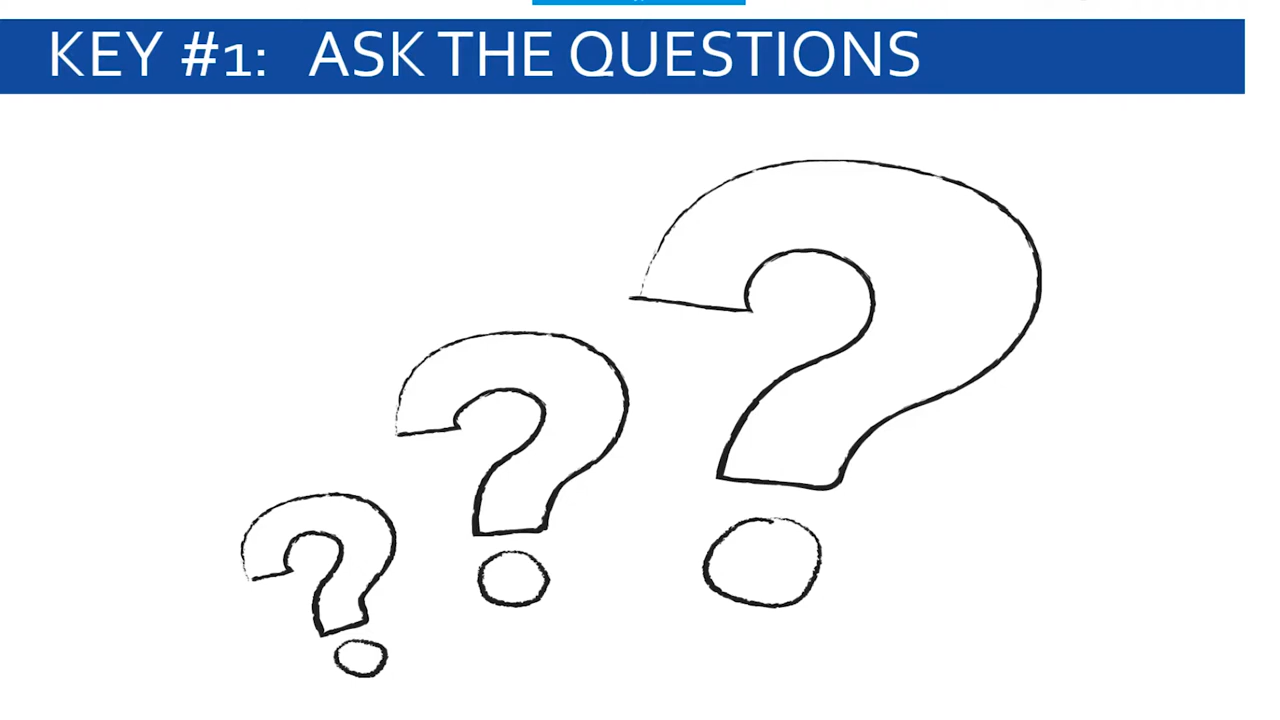 KEY #1: ASK THE QUESTIONS
? ? ?